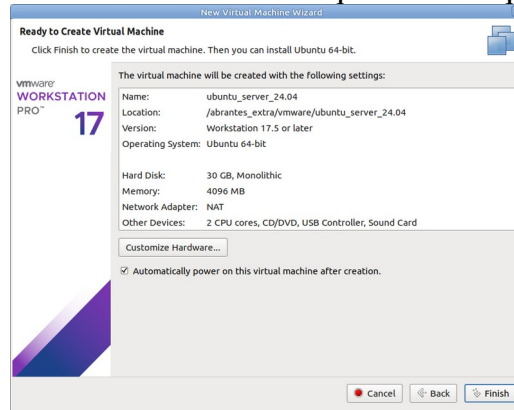 New Virtual Machine Wizard
Ready to Create Virtual Machine
Click Finish to create the virtual machine. Then you can install Ubuntu 64-bit.
vmware
WORKSTATION
PRO™ 17
The virtual machine will be created with the following settings:
Name: ubuntu_server_24.04
Location: /abrantes_extra/vmware/ubuntu_server_24.04
Version: Workstation 17.5 or later
Operating System: Ubuntu 64-bit
Hard Disk: 30 GB, Monolithic
Memory: 4096 MB
Network Adapter: NAT
Other Devices: 2 CPU cores, CD/DVD, USB Controller, Sound Card
Customize Hardware...
Automatically power on this virtual machine after creation.
Cancel Back Finish